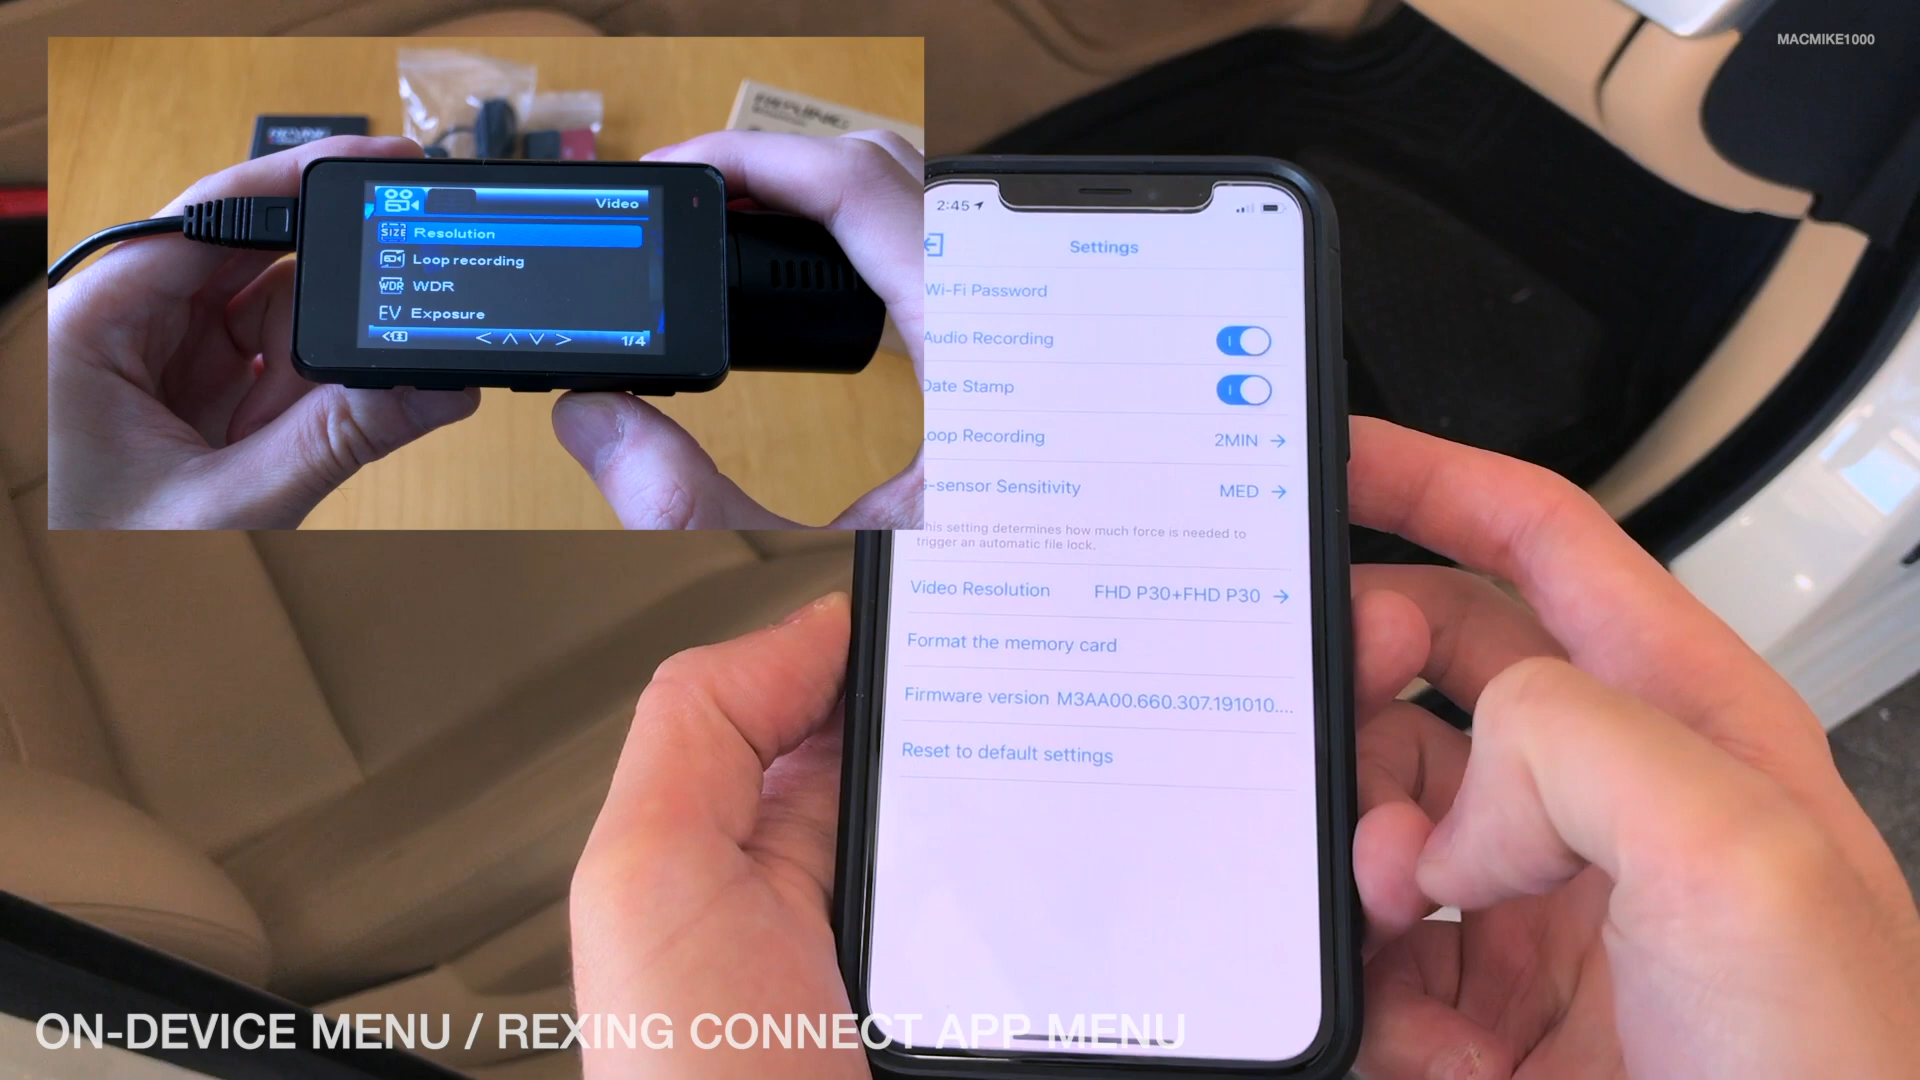 MACMIKE1000
Video
SIZE Resolution
Loop recording
WDR WDR
EV Exposure
1/4
2:45
Settings
Wi-Fi Password
Audio Recording
Date Stamp
oop Recording 2MIN
-sensor Sensitivity MED
his setting determines how much force is needed to
trigger an automatic file lock.
Video Resolution FHD P30+FHD P30
Format the memory card
Firmware version M3AA00.660.307.191010....
Reset to default settings
ON-DEVICE MENU / REXING CONNECT APP MENU